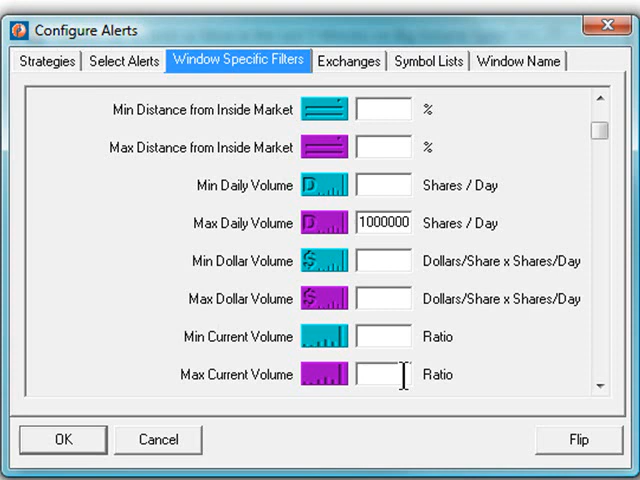 Configure Alerts
Strategies Select Alerts Window Specific Filters Exchanges Symbol Lists Window Name
Min Distance from Inside Market %
Max Distance from Inside Market %
Min Daily Volume D Shares / Day
Max Daily Volume D 1000000 Shares / Day
Min Dollar Volume $ Dollars/Share x Shares/Day
Max Dollar Volume $ Dollars/Share x Shares/Day
Min Current Volume Ratio
Max Current Volume Ratio
OK Cancel Flip